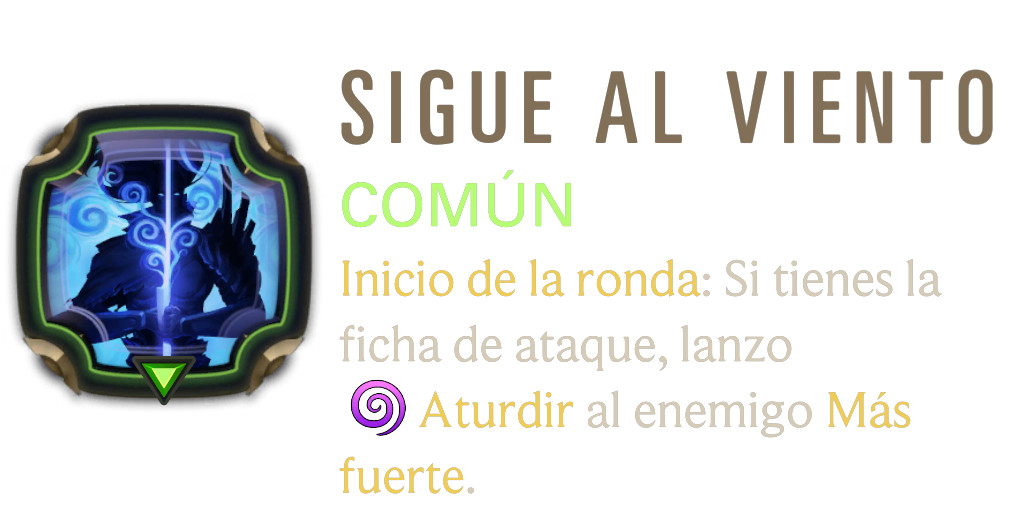 SIGUE AL VIENTO
COMÚN
Inicio de la ronda: Si tienes la
ficha de ataque, lanzo
Aturdir al enemigo Más
fuerte.